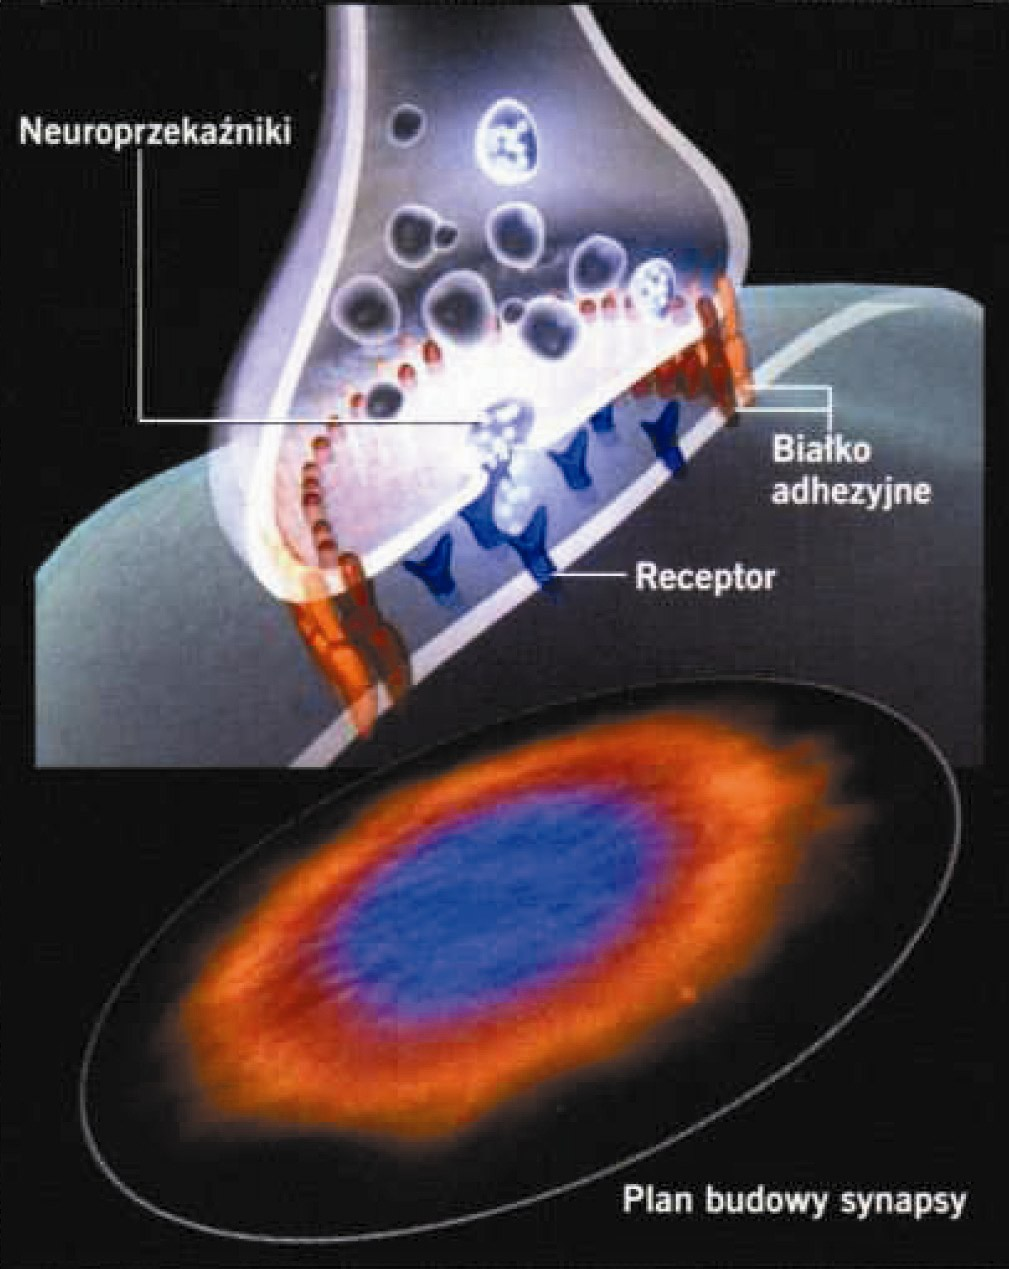 Neuroprzekaźniki
Białko
adhezyjne
Receptor
Plan budowy synapsy